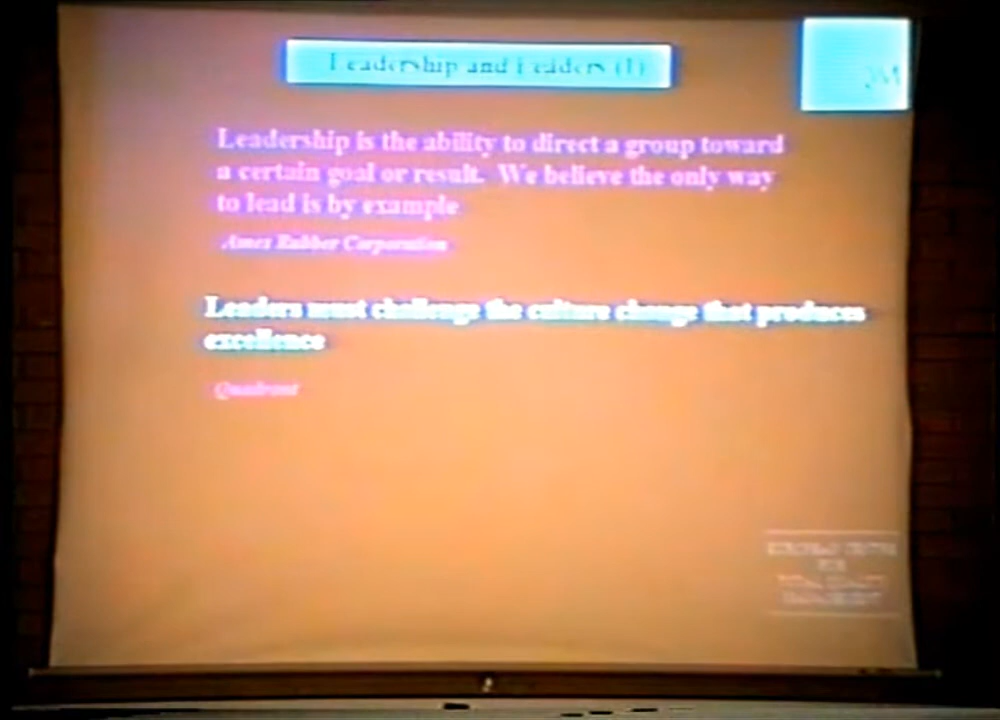 Leadership and Leaders (1)
Leadership is the ability to direct a group toward
a certain goal or result. We believe the only way
to lead is by example
Ames Rubber Corporation
Leaders must challenge the culture change that produces
excellence
Quadrant
FOR